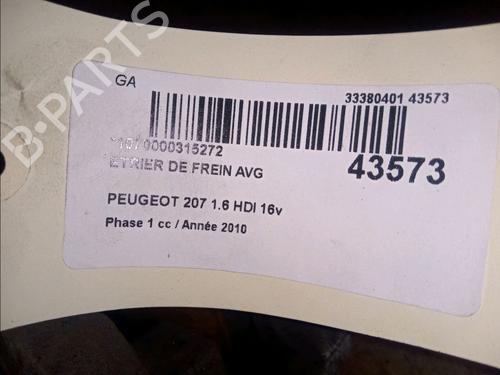 GA
33380401 43573
ETRIER DE FREIN AVG
43573
PEUGEOT 207 1.6 HDI 16v
Phase 1 cc / Année 2010
B-PARTS